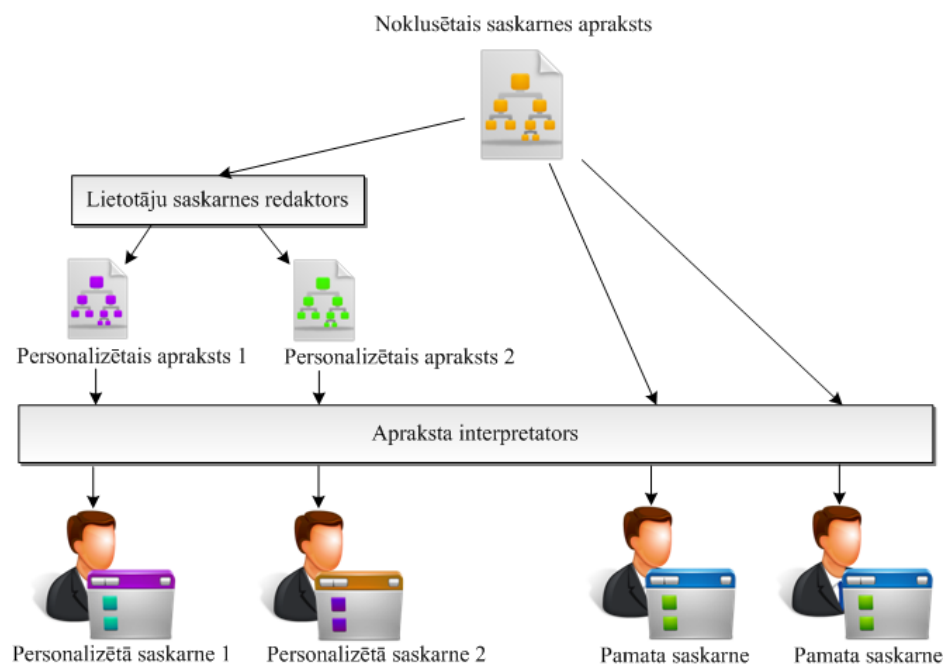 Noklusētais saskarnes apraksts
Lietotāju saskarnes redaktors
Personalizētais apraksts 1
Personalizētais apraksts 2
Apraksta interpretators
Personalizētā saskarne 1
Personalizētā saskarne 2
Pamata saskarne
Pamata saskarne